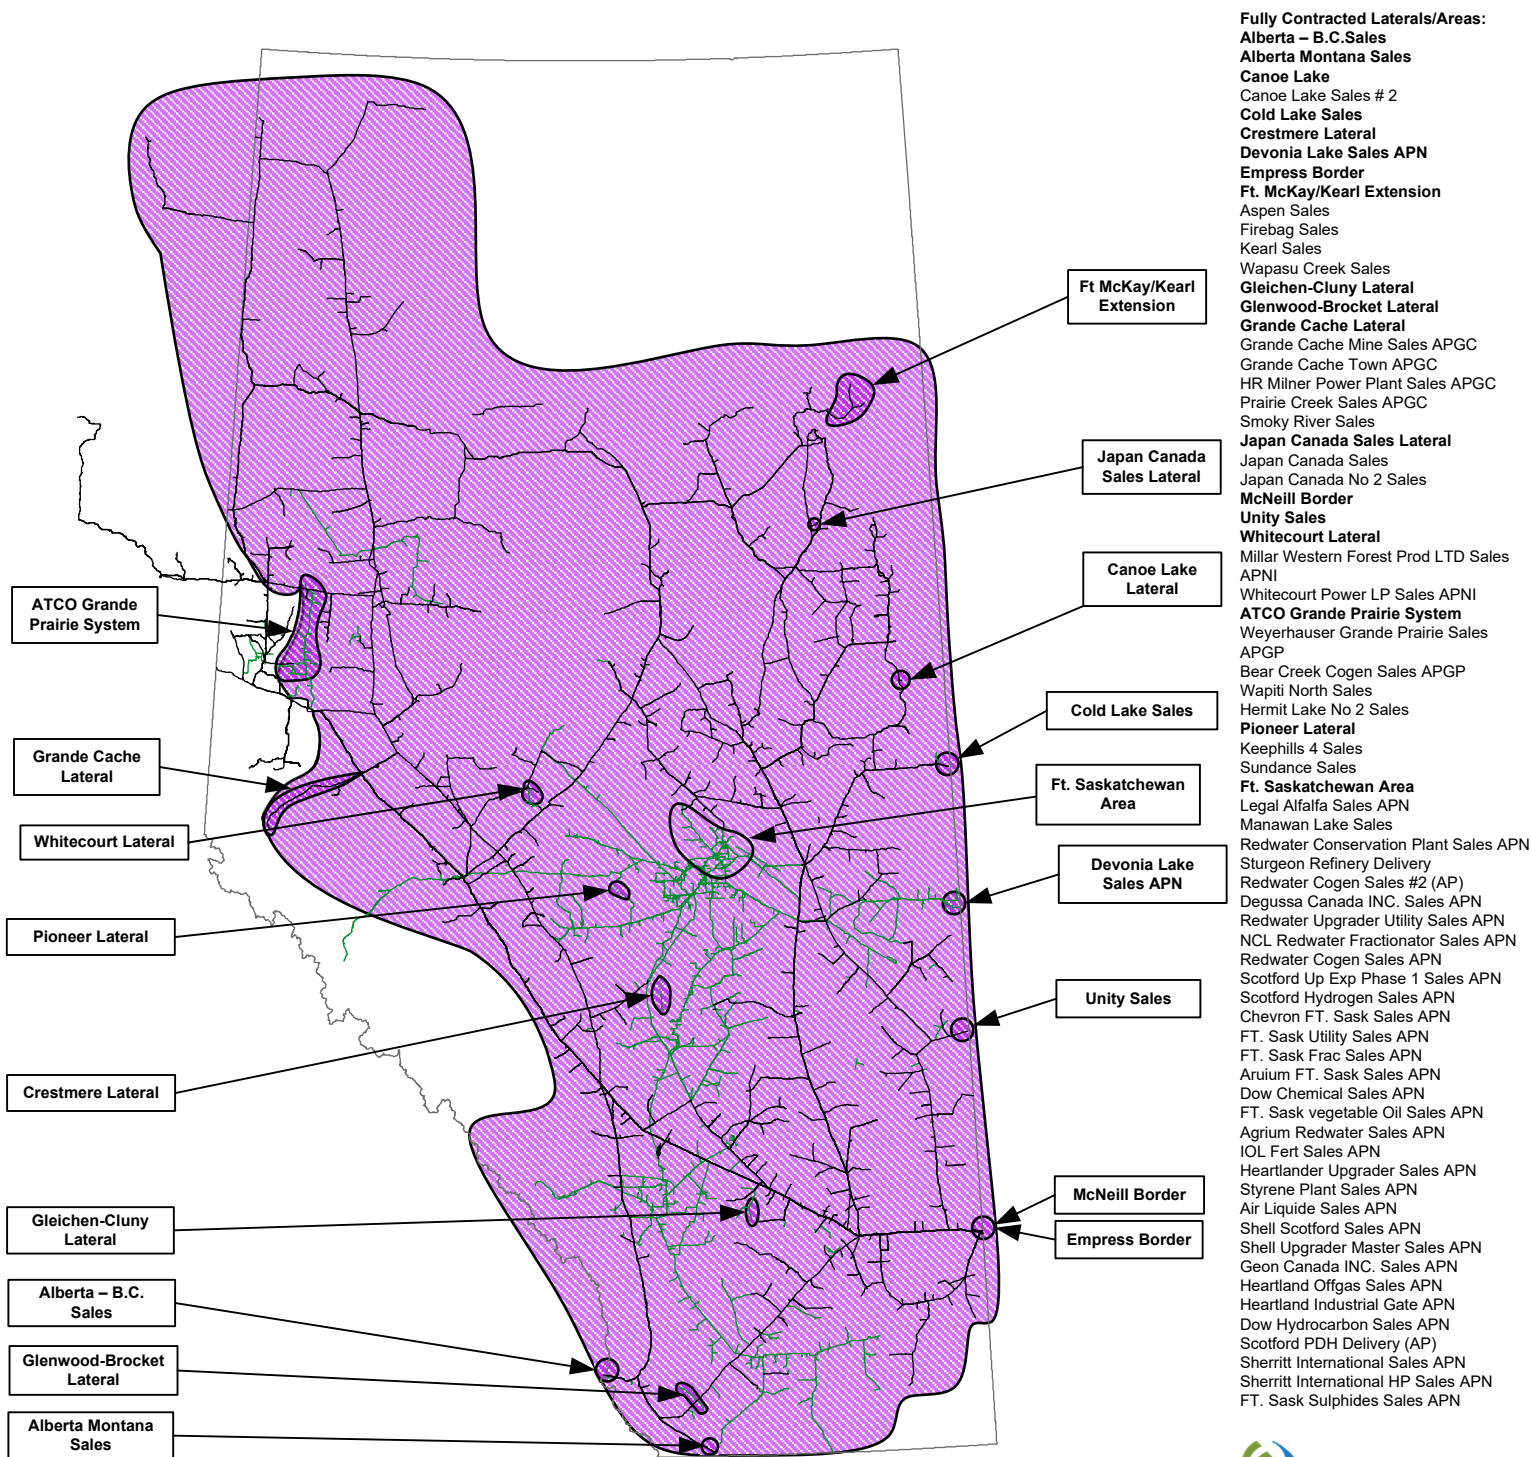 Fully Contracted Laterals/Areas:
Alberta – B.C.Sales
Alberta Montana Sales
Canoe Lake
Canoe Lake Sales # 2
Cold Lake Sales
Crestmere Lateral
Devonia Lake Sales APN
Empress Border
Ft. McKay/Kearl Extension
Aspen Sales
Firebag Sales
Kearl Sales
Wapasu Creek Sales
Gleichen-Cluny Lateral
Glenwood-Brocket Lateral
Grande Cache Lateral
Grande Cache Mine Sales APGC
Grande Cache Town APGC
HR Milner Power Plant Sales APGC
Prairie Creek Sales APGC
Smoky River Sales
Japan Canada Sales Lateral
Japan Canada Sales
Japan Canada No 2 Sales
McNeill Border
Unity Sales
Whitecourt Lateral
Millar Western Forest Prod LTD Sales
APNI
Whitecourt Power LP Sales APNI
ATCO Grande Prairie System
Weyerhauser Grande Prairie Sales
APGP
Bear Creek Cogen Sales APGP
Wapiti North Sales
Hermit Lake No 2 Sales
Pioneer Lateral
Keephills 4 Sales
Sundance Sales
Ft. Saskatchewan Area
Legal Alfalfa Sales APN
Manawan Lake Sales
Redwater Conservation Plant Sales APN
Sturgeon Refinery Delivery
Redwater Cogen Sales #2 (AP)
Degussa Canada INC. Sales APN
Redwater Upgrader Utility Sales APN
NCL Redwater Fractionator Sales APN
Redwater Cogen Sales APN
Scotford Up Exp Phase 1 Sales APN
Scotford Hydrogen Sales APN
Chevron FT. Sask Sales APN
FT. Sask Utility Sales APN
FT. Sask Frac Sales APN
Aruium FT. Sask Sales APN
Dow Chemical Sales APN
FT. Sask vegetable Oil Sales APN
Agrium Redwater Sales APN
IOL Fert Sales APN
Heartlander Upgrader Sales APN
Styrene Plant Sales APN
Air Liquide Sales APN
Shell Scotford Sales APN
Shell Upgrader Master Sales APN
Geon Canada INC. Sales APN
Heartland Offgas Sales APN
Heartland Industrial Gate APN
Dow Hydrocarbon Sales APN
Scotford PDH Delivery (AP)
Sherritt International Sales APN
Sherritt International HP Sales APN
FT. Sask Sulphides Sales APN
Ft McKay/Kearl
Extension
Japan Canada
Sales Lateral
Canoe Lake
Lateral
Cold Lake Sales
Ft. Saskatchewan
Area
Devonia Lake
Sales APN
Unity Sales
McNeill Border
Empress Border
ATCO Grande
Prairie System
Grande Cache
Lateral
Whitecourt Lateral
Pioneer Lateral
Crestmere Lateral
Gleichen-Cluny
Lateral
Alberta – B.C.
Sales
Glenwood-Brocket
Lateral
Alberta Montana
Sales